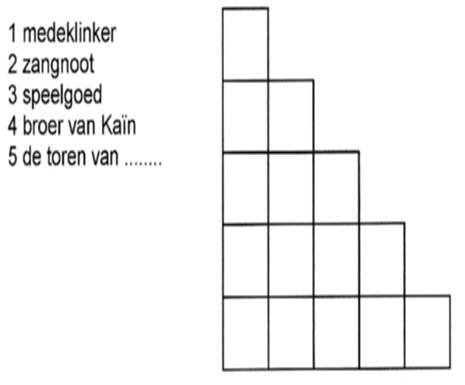 1 medeklinker
2 zangnoot
3 speelgoed
4 broer van Kaïn
5 de toren van ........